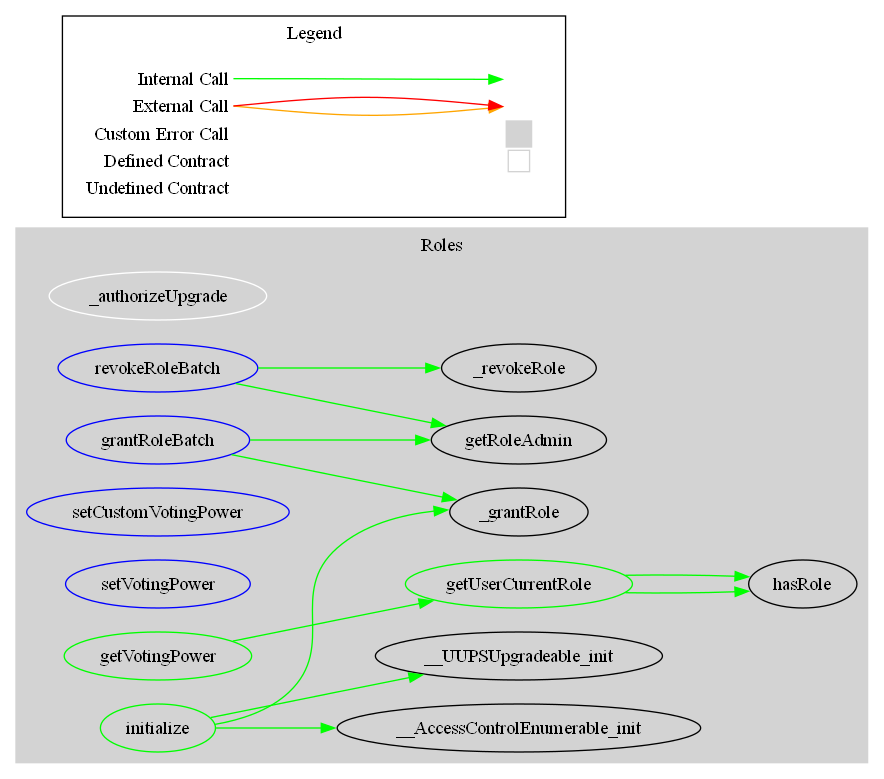 Legend
Internal Call
External Call
Custom Error Call
Defined Contract
Undefined Contract
Roles
_authorizeUpgrade
revokeRoleBatch
_revokeRole
grantRoleBatch
getRoleAdmin
setCustomVotingPower
_grantRole
setVotingPower
getUserCurrentRole
hasRole
getVotingPower
__UUPSUpgradeable_init
initialize
__AccessControlEnumerable_init